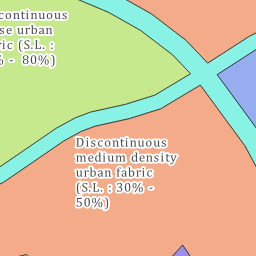 continuous
se urban
ric (S.L. :
% - 80%)
Discontinuous
medium density
urban fabric
(S.L. : 30% -
50%)